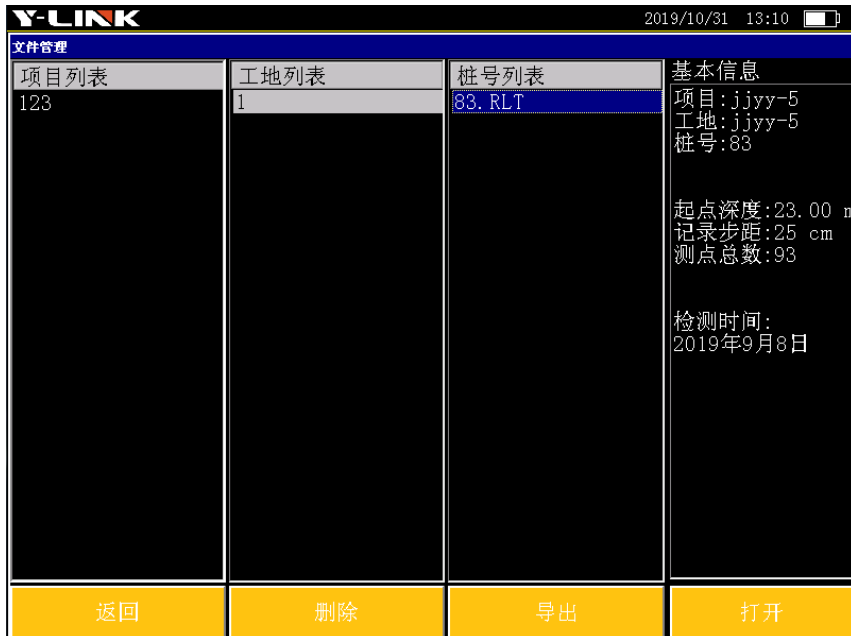 Y-LINK 2019/10/31 13:10
文件管理
项目列表 工地列表 桩号列表 基本信息
123 1 83.RLT 项目:jjyy-5
工地:jjyy-5
桩号:83
起点深度:23.00
记录步距:25 cm
测点总数:93
检测时间:
2019年9月8日
返回 删除 导出 打开